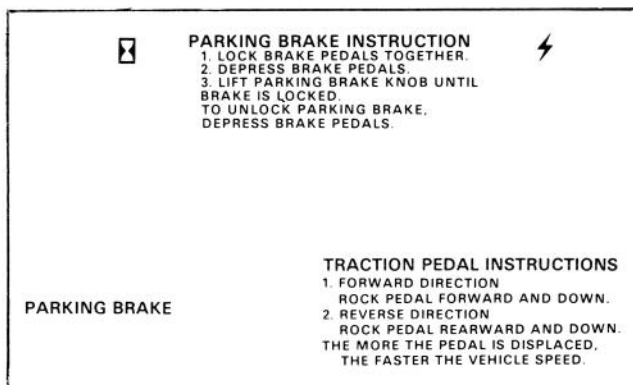 PARKING BRAKE INSTRUCTION
1. LOCK BRAKE PEDALS TOGETHER.
2. DEPRESS BRAKE PEDALS.
3. LIFT PARKING BRAKE KNOB UNTIL
BRAKE IS LOCKED.
TO UNLOCK PARKING BRAKE,
DEPRESS BRAKE PEDALS.
PARKING BRAKE
TRACTION PEDAL INSTRUCTIONS
1. FORWARD DIRECTION
ROCK PEDAL FORWARD AND DOWN.
2. REVERSE DIRECTION
ROCK PEDAL REARWARD AND DOWN.
THE MORE THE PEDAL IS DISPLACED,
THE FASTER THE VEHICLE SPEED.